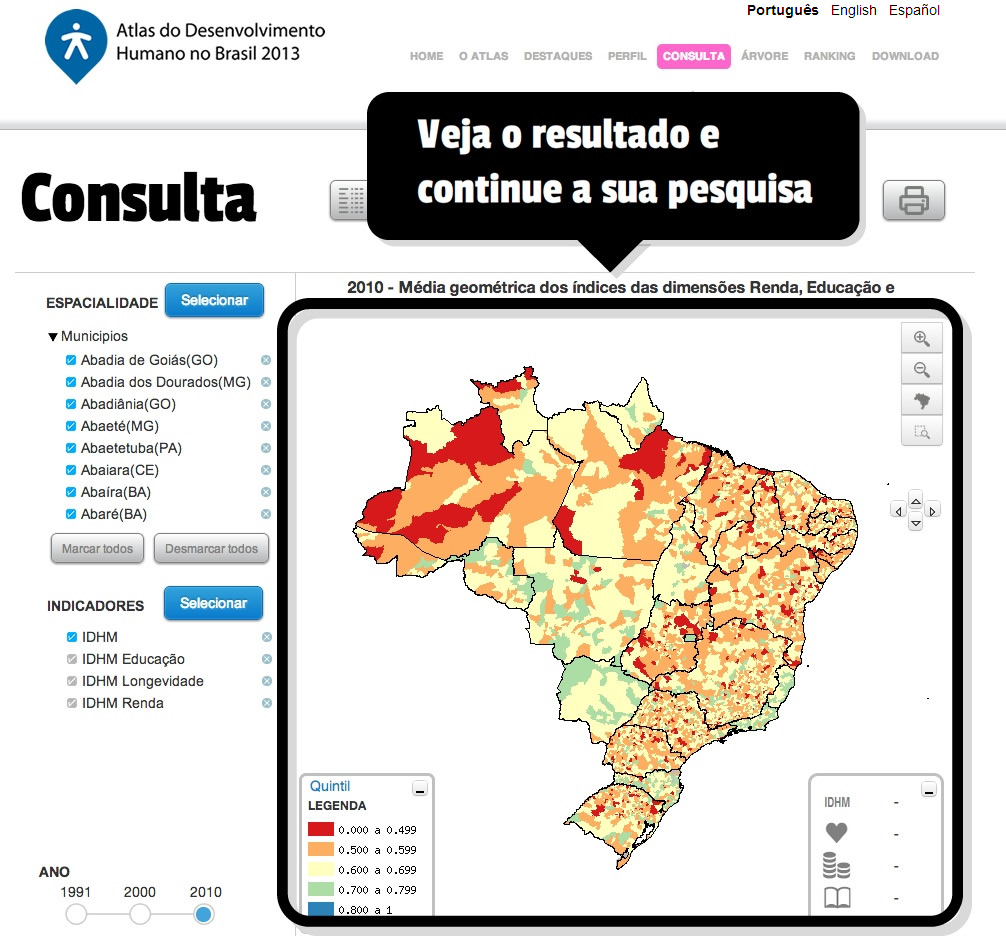 Português English Español
Atlas do Desenvolvimento
Humano no Brasil 2013
HOME O ATLAS DESTAQUES PERFIL CONSULTA ÁRVORE RANKING DOWNLOAD
Veja o resultado e
continue a sua pesquisa
Consulta
2010 - Média geométrica dos índices das dimensões Renda, Educação e
ESPACIALIDADE Selecionar
Municipios
Abadia de Goiás(GO)
Abadia dos Dourados(MG)
Abadiânia(GO)
Abaeté(MG)
Abaetetuba(PA)
Abaiara(CE)
Abaíra(BA)
Abaré(BA)
Marcar todos Desmarcar todos
INDICADORES Selecionar
IDHM
IDHM Educação
IDHM Longevidade
IDHM Renda
ANO
1991 2000 2010
Quintil
LEGENDA
0.000 a 0.499
0.500 a 0.599
0.600 a 0.699
0.700 a 0.799
0.800 a 1
IDHM -
-
-
-